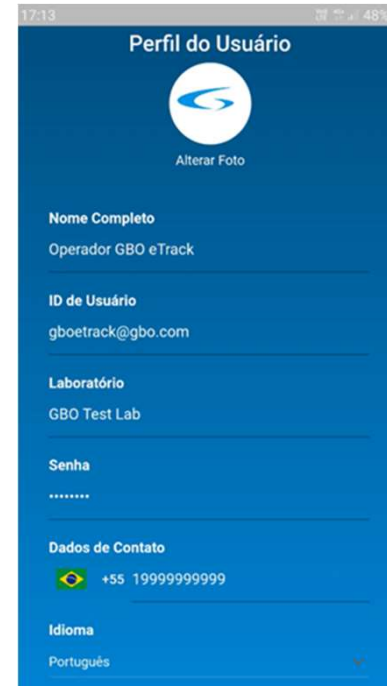 17:13
48%
Perfil do Usuário
Alterar Foto
Nome Completo
Operador GBO eTrack
ID de Usuário
gboetrack@gbo.com
Laboratório
GBO Test Lab
Senha
••••••••
Dados de Contato
+55 19999999999
Idioma
Português